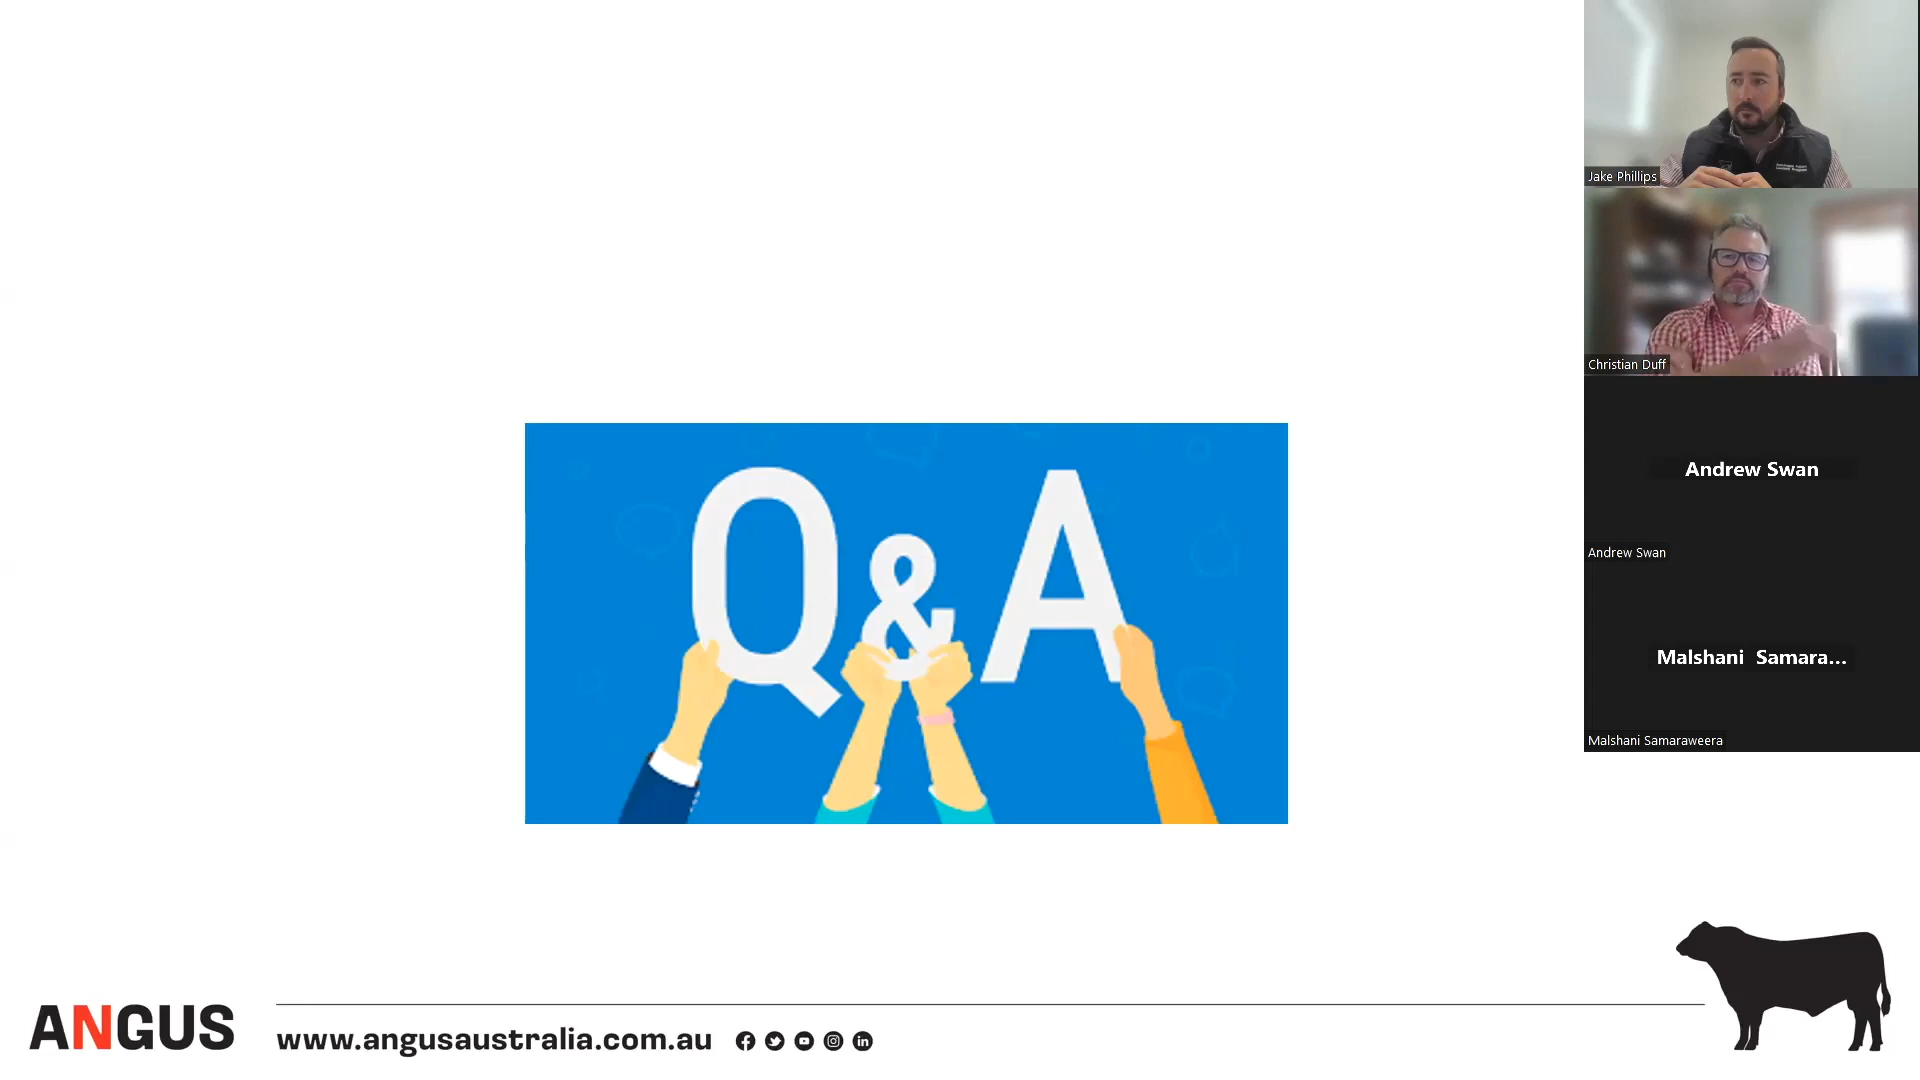 Jake Phillips
Christian Duff
Andrew Swan
Andrew Swan
Malshani Samara...
Malshani Samaraweera
Q&A
ANGUS
www.angusaustralia.com.au